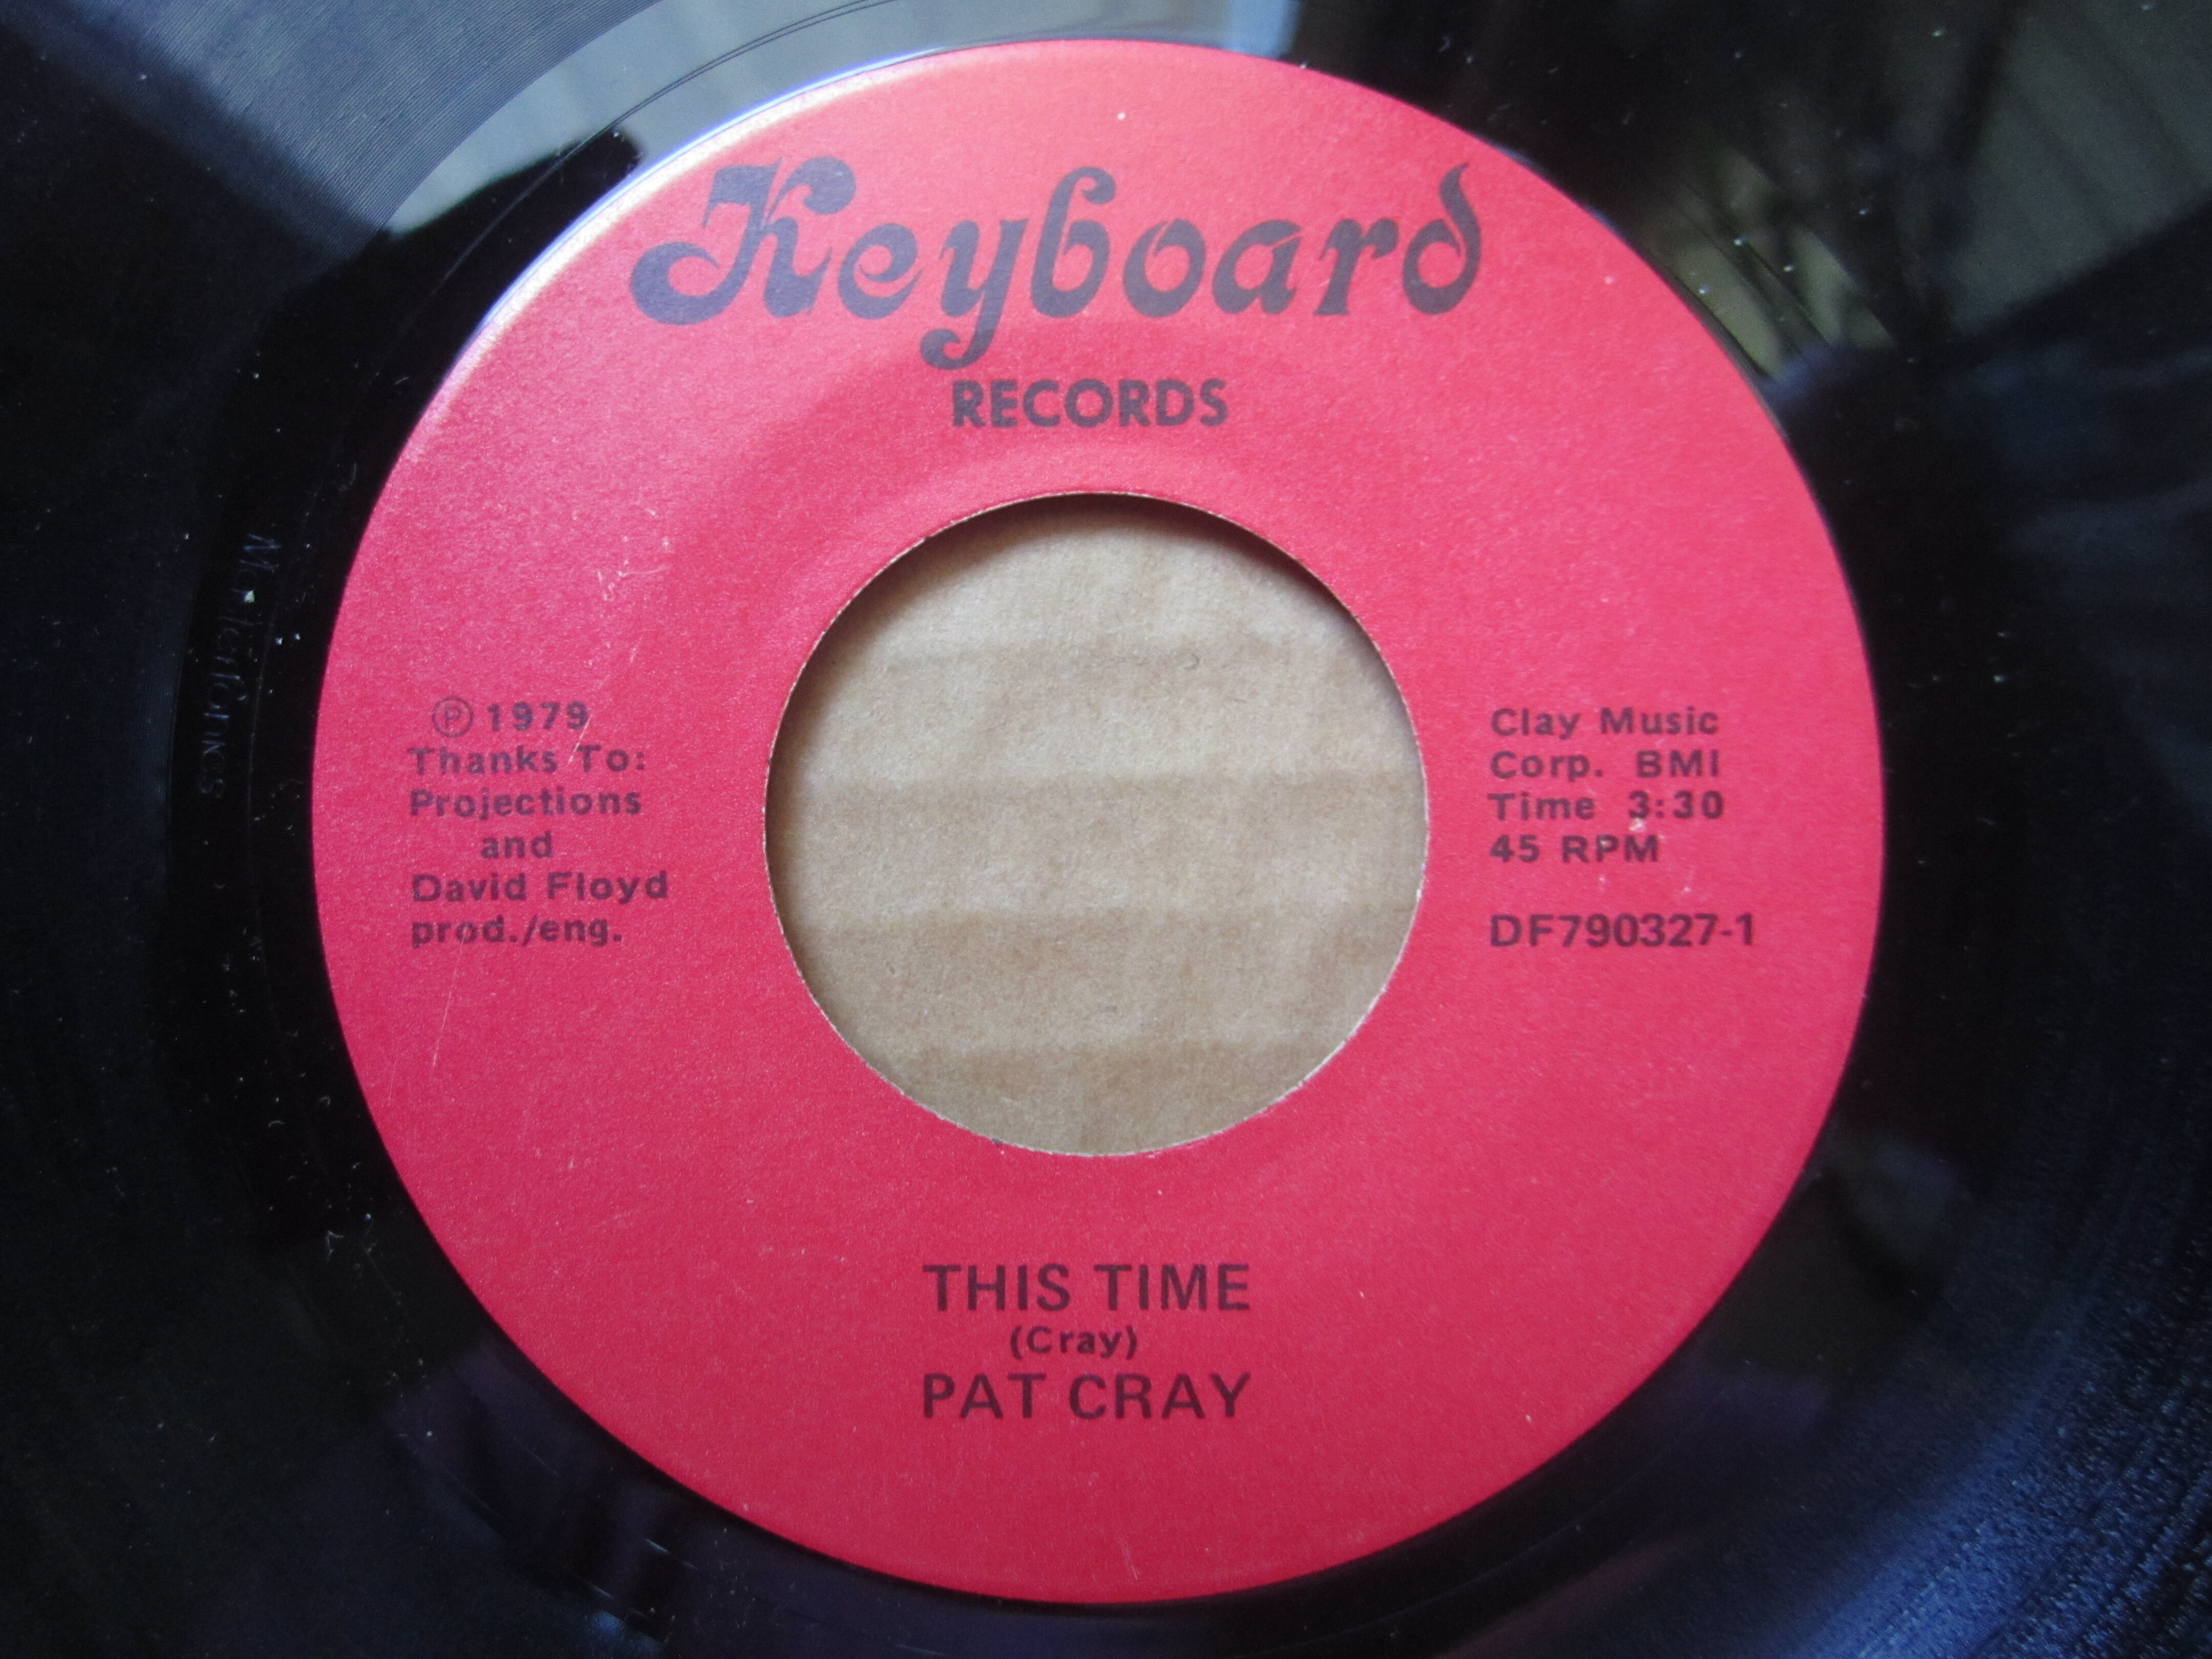 Keyboard
RECORDS
Ⓟ 1979
Thanks To:
Projections
and
David Floyd
prod./eng.
Clay Music
Corp. BMI
Time 3:30
45 RPM
DF790327-1
THIS TIME
(Cray)
PAT CRAY
Masterfonics